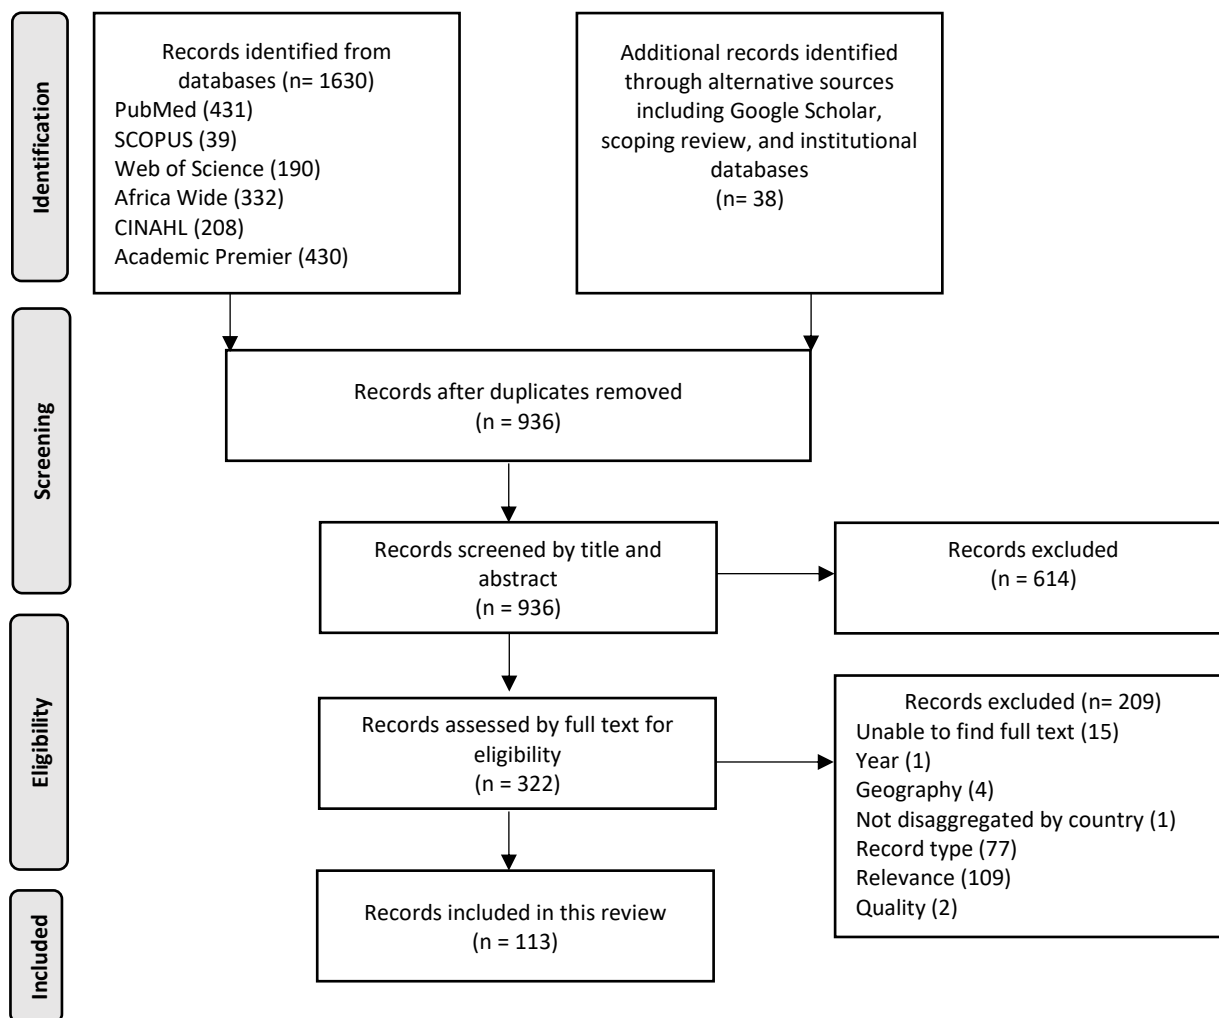 Identification
Records identified from
databases (n= 1630)
PubMed (431)
SCOPUS (39)
Web of Science (190)
Africa Wide (332)
CINAHL (208)
Academic Premier (430)
Additional records identified
through alternative sources
including Google Scholar,
scoping review, and institutional
databases
(n= 38)
Screening
Records after duplicates removed
(n = 936)
Records screened by title and
abstract
(n = 936)
Records excluded
(n = 614)
Eligibility
Records assessed by full text for
eligibility
(n = 322)
Records excluded (n= 209)
Unable to find full text (15)
Year (1)
Geography (4)
Not disaggregated by country (1)
Record type (77)
Relevance (109)
Quality (2)
Included
Records included in this review
(n = 113)